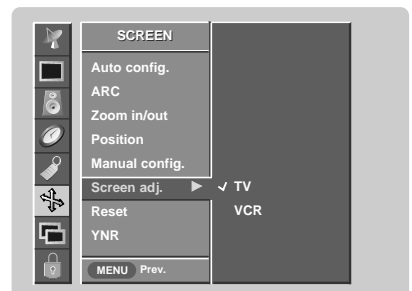 SCREEN
Auto config.
ARC
Zoom in/out
Position
Manual config.
Screen adj. ▶ ✓ TV
Reset VCR
YNR
MENU Prev.